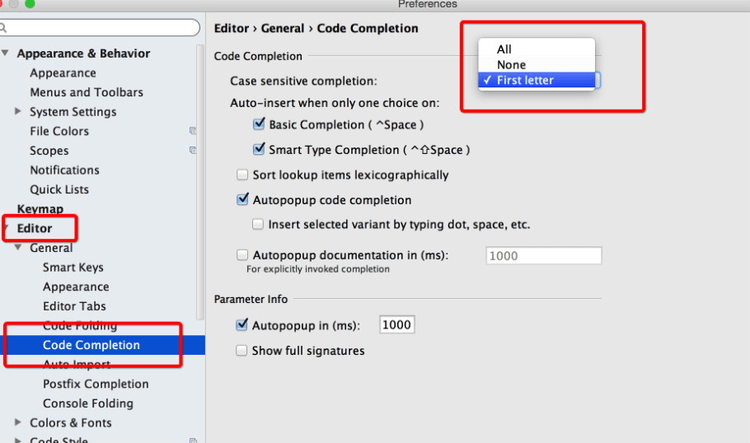 Preferences
Appearance & Behavior
Appearance
Menus and Toolbars
System Settings
File Colors
Scopes
Notifications
Quick Lists
Keymap
Editor
General
Smart Keys
Appearance
Editor Tabs
Code Folding
Code Completion
Auto Import
Postfix Completion
Console Folding
Colors & Fonts
Code Style
Editor › General › Code Completion
Code Completion
Case sensitive completion:
All
None
✓ First letter
Auto-insert when only one choice on:
Basic Completion ( ^Space )
Smart Type Completion ( ^⇧Space )
Sort lookup items lexicographically
Autopopup code completion
Insert selected variant by typing dot, space, etc.
Autopopup documentation in (ms): 1000
For explicitly invoked completion
Parameter Info
Autopopup in (ms): 1000
Show full signatures